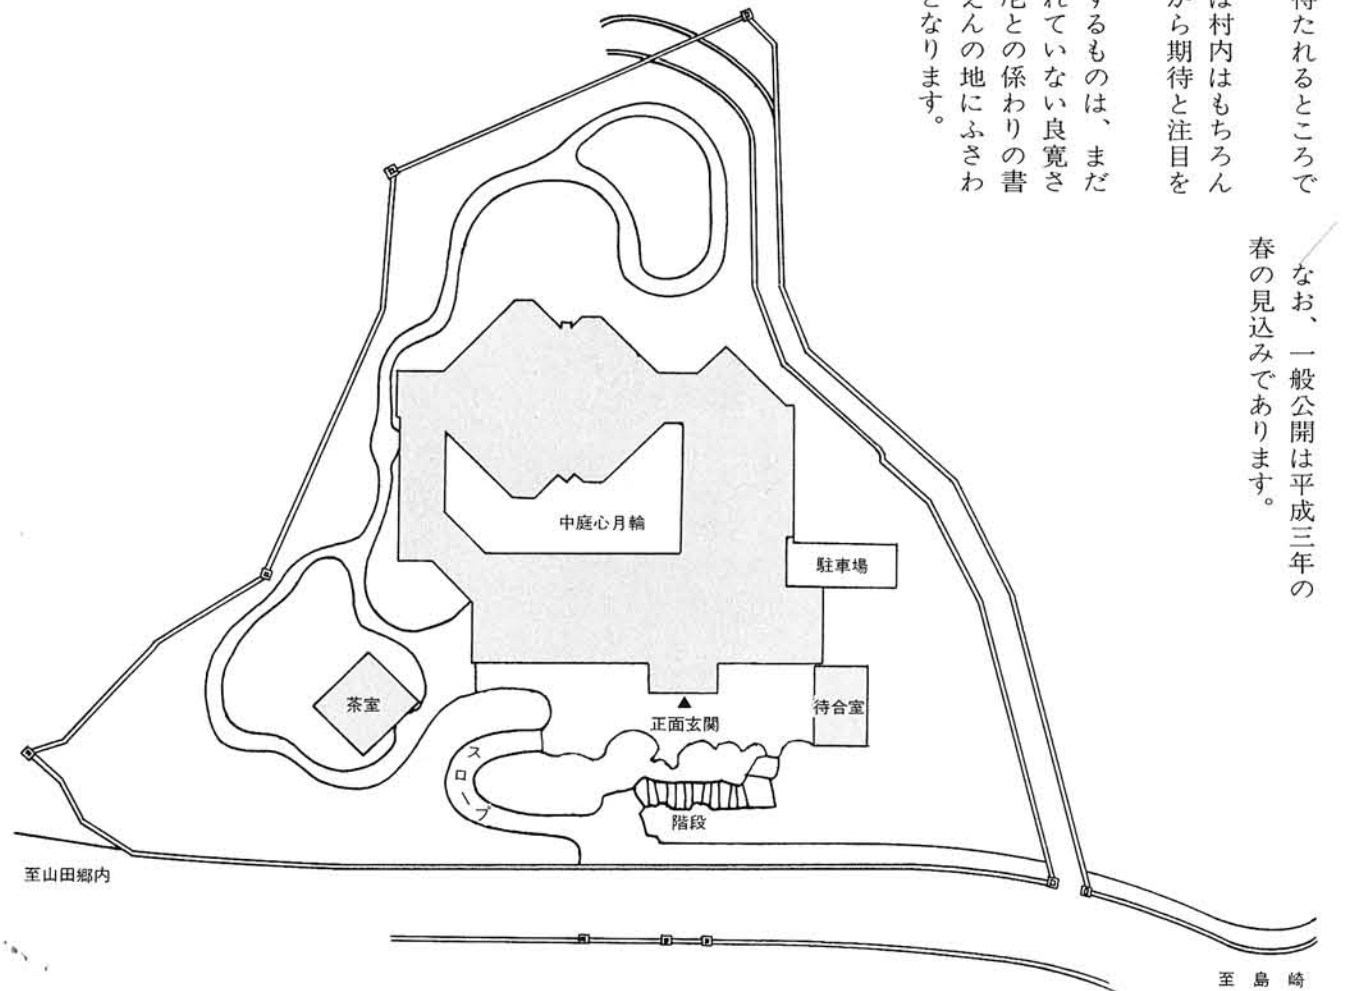 待たれるところで
は村内はもちろん
から期待と注目を
するものは、まだ
れていない良寛さ
尼との係わりの書
えんの地にふさわ
となります。
なお、一般公開は平成三年の
春の見込みであります。
中庭心月輪
駐車場
茶室
正面玄関
待合室
スロープ
階段
至山田郷内
至島崎